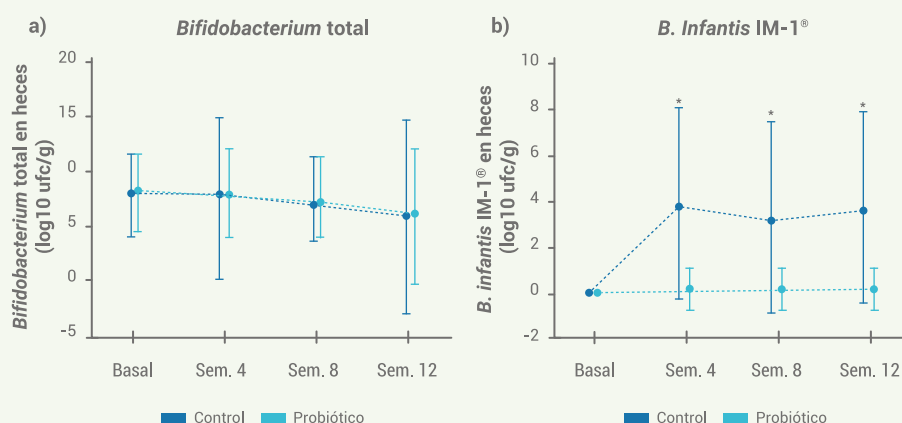 a)
Bifidobacterium total
Bifidobacterium total en heces
(log10 ufc/g)
20
15
0
5
0
-5
Basal
Sem. 4
Sem. 8
Sem. 12
Control
Probiótico
b)
B. Infantis IM-1®
B. infantis IM-1® en heces
(log10 ufc/g)
10
8
6
4
2
0
-2
*
*
*
Basal
Sem. 4
Sem. 8
Sem. 12
Control
Probiótico